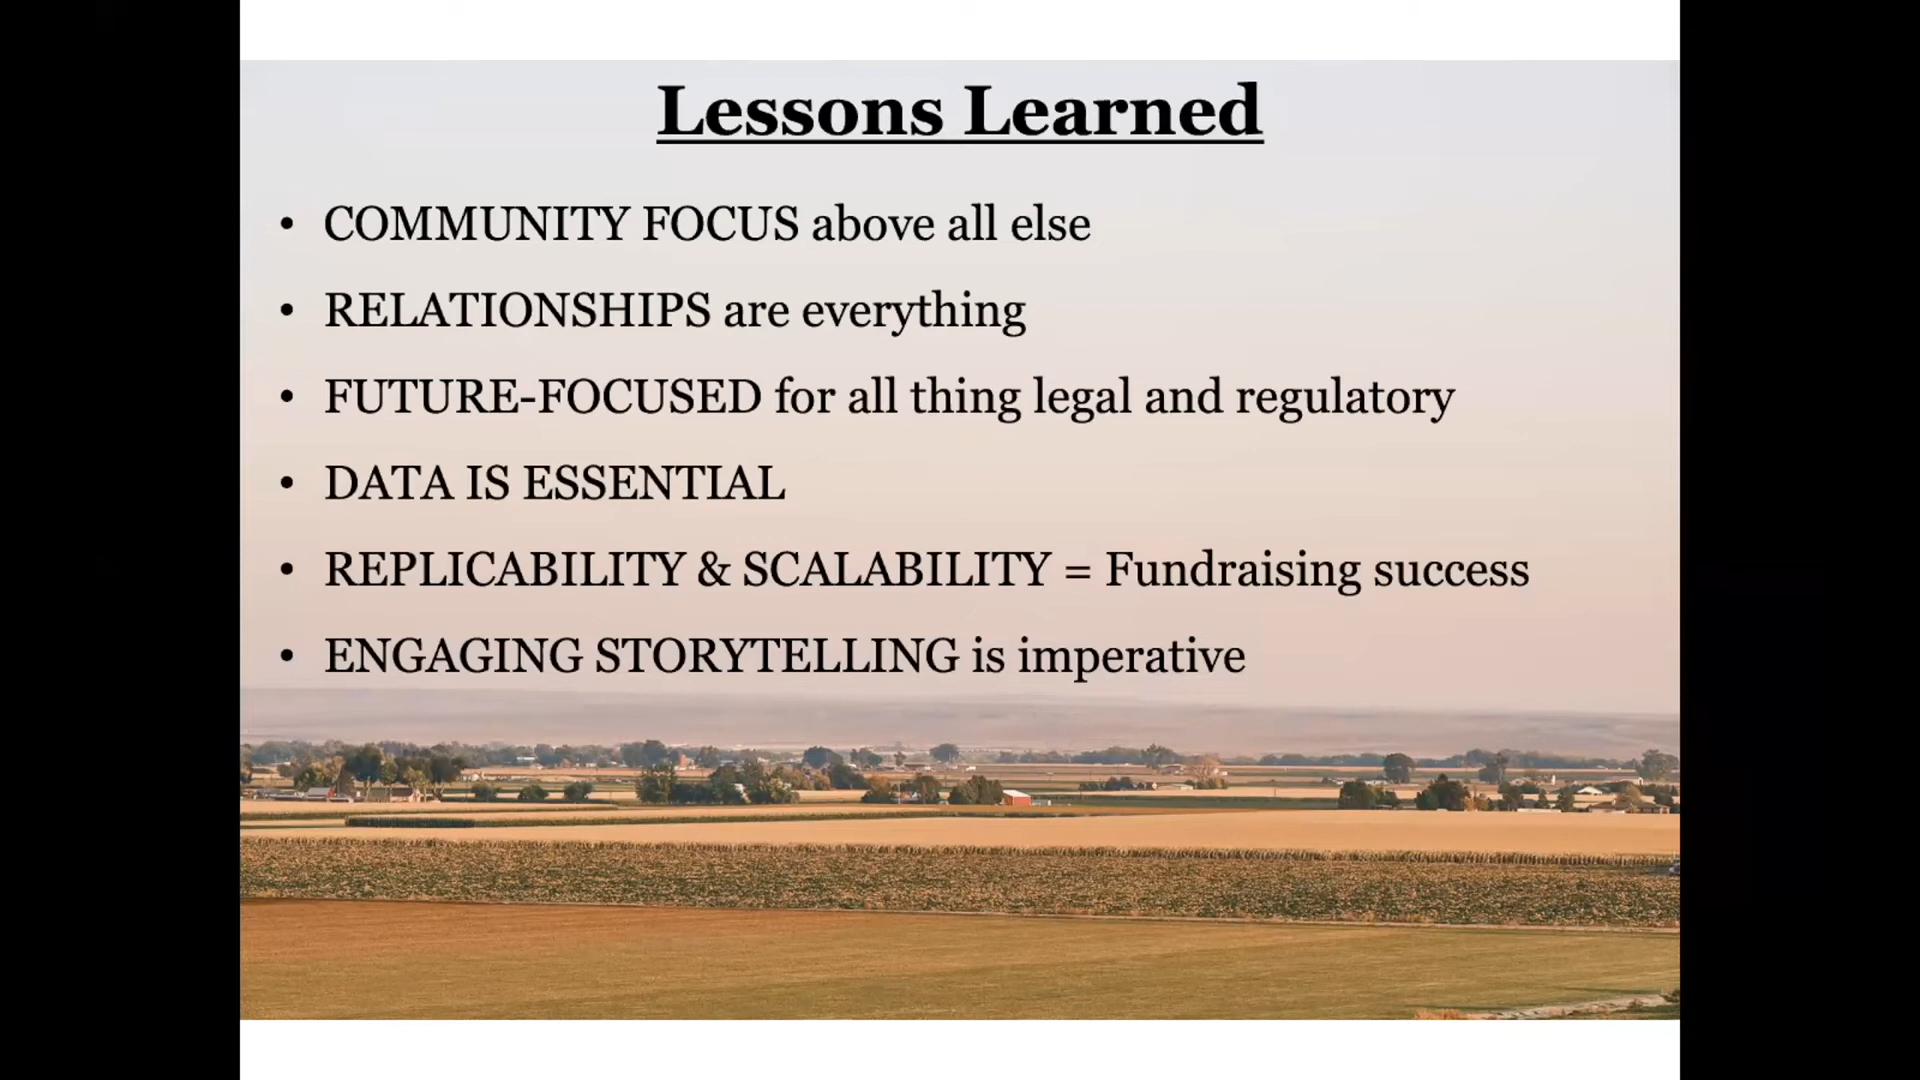 Lessons Learned
• COMMUNITY FOCUS above all else
• RELATIONSHIPS are everything
• FUTURE-FOCUSED for all thing legal and regulatory
• DATA IS ESSENTIAL
• REPLICABILITY & SCALABILITY = Fundraising success
• ENGAGING STORYTELLING is imperative